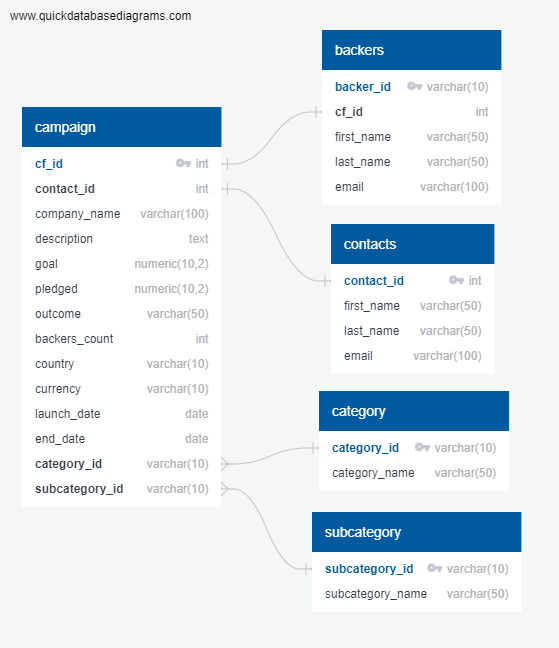 www.quickdatabasediagrams.com
campaign
cf_id int
contact_id int
company_name varchar(100)
description text
goal numeric(10,2)
pledged numeric(10,2)
outcome varchar(50)
backers_count int
country varchar(10)
currency varchar(10)
launch_date date
end_date date
category_id varchar(10)
subcategory_id varchar(10)
backers
backer_id varchar(10)
cf_id int
first_name varchar(50)
last_name varchar(50)
email varchar(100)
contacts
contact_id int
first_name varchar(50)
last_name varchar(50)
email varchar(100)
category
category_id varchar(10)
category_name varchar(50)
subcategory
subcategory_id varchar(10)
subcategory_name varchar(50)